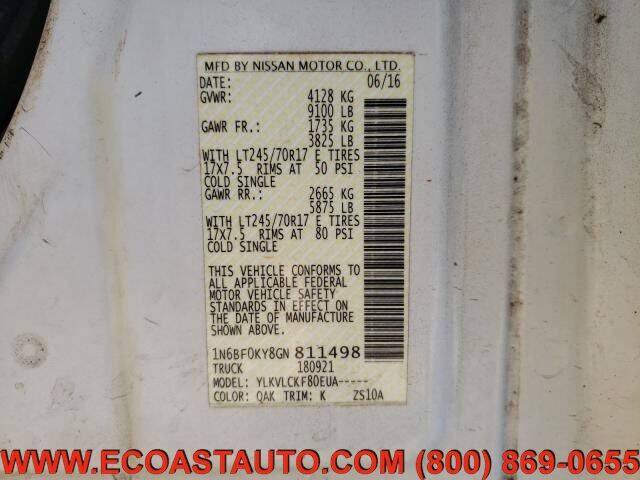 MFD BY NISSAN MOTOR CO., LTD.
DATE: 06/16
GVWR: 4128 KG
9100 LB
GAWR FR.: 1735 KG
3825 LB
WITH LT245/70R17 E TIRES
17X7.5 RIMS AT 50 PSI
COLD SINGLE
GAWR RR.: 2665 KG
5875 LB
WITH LT245/70R17 E TIRES
17X7.5 RIMS AT 80 PSI
COLD SINGLE
THIS VEHICLE CONFORMS TO
ALL APPLICABLE FEDERAL
MOTOR VEHICLE SAFETY
STANDARDS IN EFFECT ON
THE DATE OF MANUFACTURE
SHOWN ABOVE.
1N6BF0KY8GN 811498
TRUCK 180921
MODEL: YLKVLCKF80EUA-----
COLOR: QAK TRIM: K ZS10A
WWW.ECOASTAUTO.COM (800) 869-0655